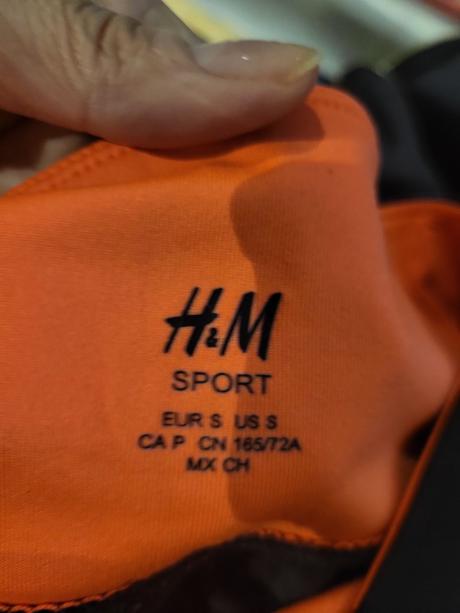 H&M
SPORT
EUR S US S
CA P CN 165/72A
MX CH